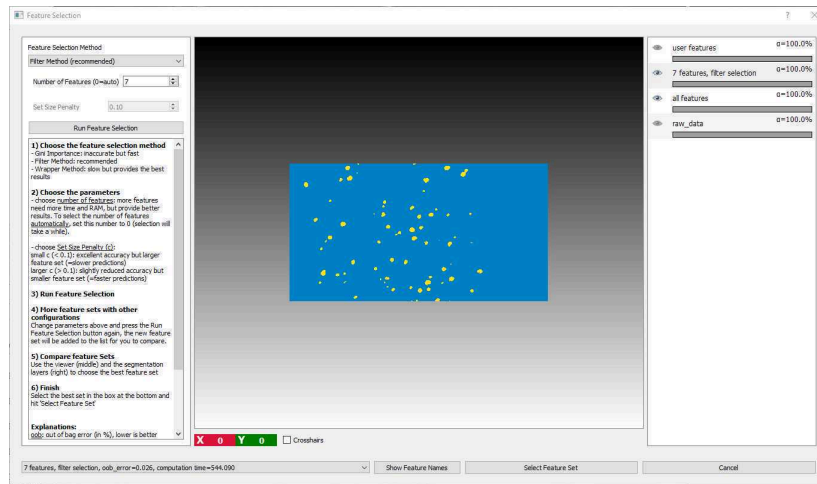 Feature Selection
Feature Selection Method
Filter Method (recommended)
Number of Features (0=auto) 7
Set Size Penalty 0.10
Run Feature Selection
1) Choose the feature selection method
- Gini Importance: inaccurate but fast
- Filter Method: recommended
- Wrapper Method: slow but provides the best
results
2) Choose the parameters
- choose number of features: more features
need more time and RAM, but provide better
results. To select the number of features
automatically, set this number to 0 (selection will
take a while).
- choose Set Size Penalty (c):
small c (< 0.1): excellent accuracy but larger
feature set (=slower predictions)
larger c (> 0.1): slightly reduced accuracy but
smaller feature set (=faster predictions)
3) Run Feature Selection
4) More feature sets with other
configurations
Change parameters above and press the Run
Feature Selection button again, the new feature
set will be added to the list for you to compare.
5) Compare feature Sets
Use the viewer (middle) and the segmentation
layers (right) to choose the best feature set
6) Finish
Select the best set in the box at the bottom and
hit 'Select Feature Set'
Explanations:
oob: out of bag error (in %), lower is better
X 0 Y 0 Crosshairs
user features α=100.0%
7 features, filter selection α=100.0%
all features α=100.0%
raw_data α=100.0%
7 features, filter selection, oob_error=0.026, computation time=544.090
Show Feature Names
Select Feature Set
Cancel